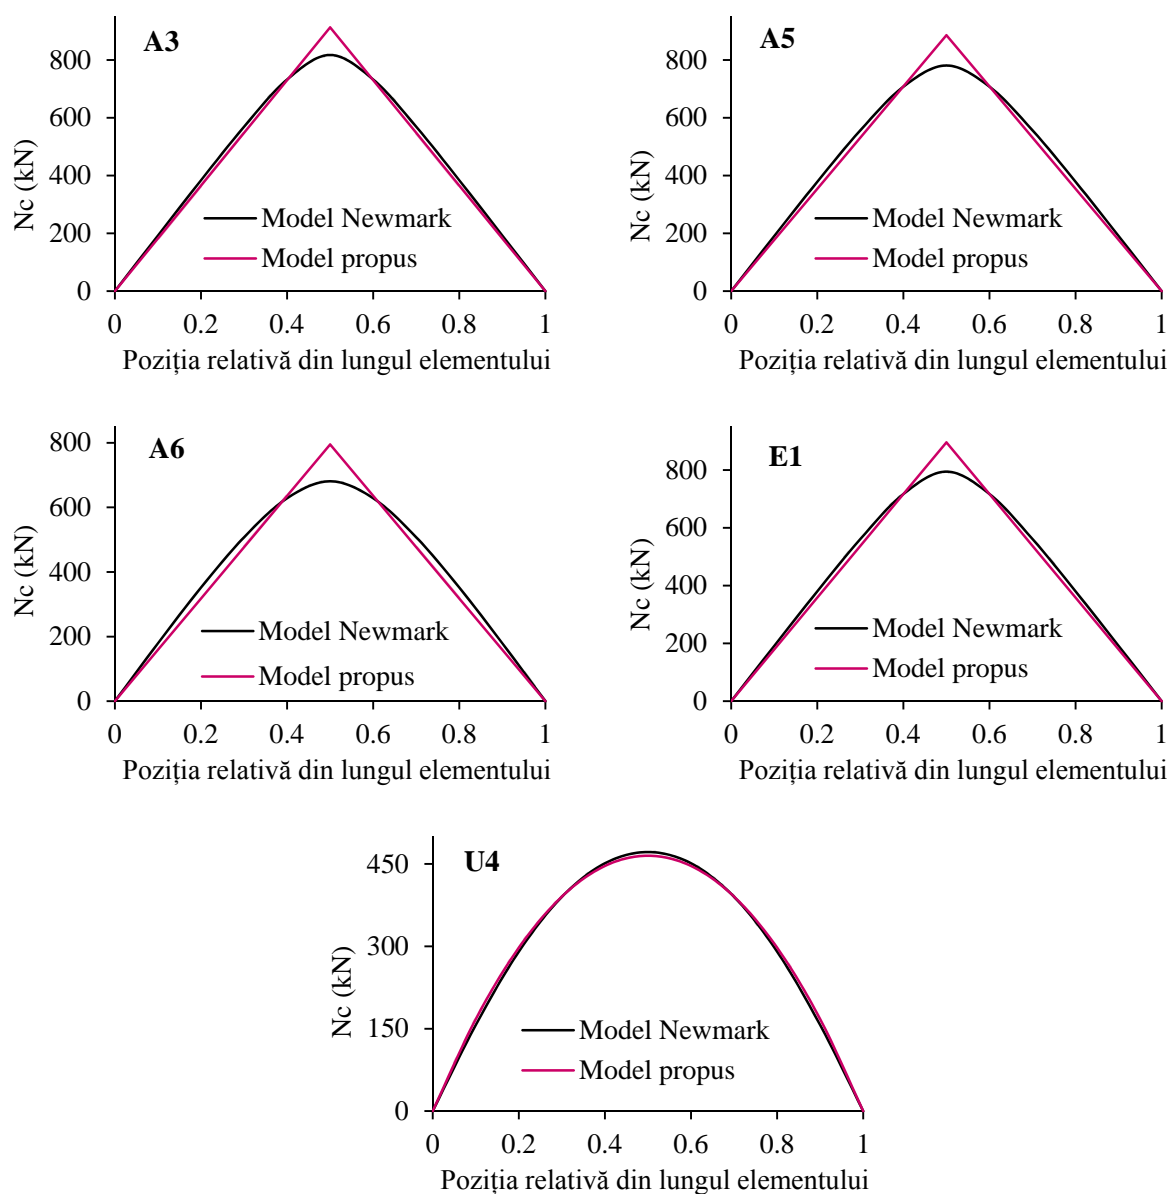 A3
800
600
400
200
0
Nc (kN)
Model Newmark
Model propus
0 0.2 0.4 0.6 0.8 1
Poziția relativă din lungul elementului
A5
800
600
400
200
0
Nc (kN)
Model Newmark
Model propus
0 0.2 0.4 0.6 0.8 1
Poziția relativă din lungul elementului
A6
800
600
400
200
0
Nc (kN)
Model Newmark
Model propus
0 0.2 0.4 0.6 0.8 1
Poziția relativă din lungul elementului
E1
800
600
400
200
0
Nc (kN)
Model Newmark
Model propus
0 0.2 0.4 0.6 0.8 1
Poziția relativă din lungul elementului
U4
450
300
150
0
Nc (kN)
Model Newmark
Model propus
0 0.2 0.4 0.6 0.8 1
Poziția relativă din lungul elementului